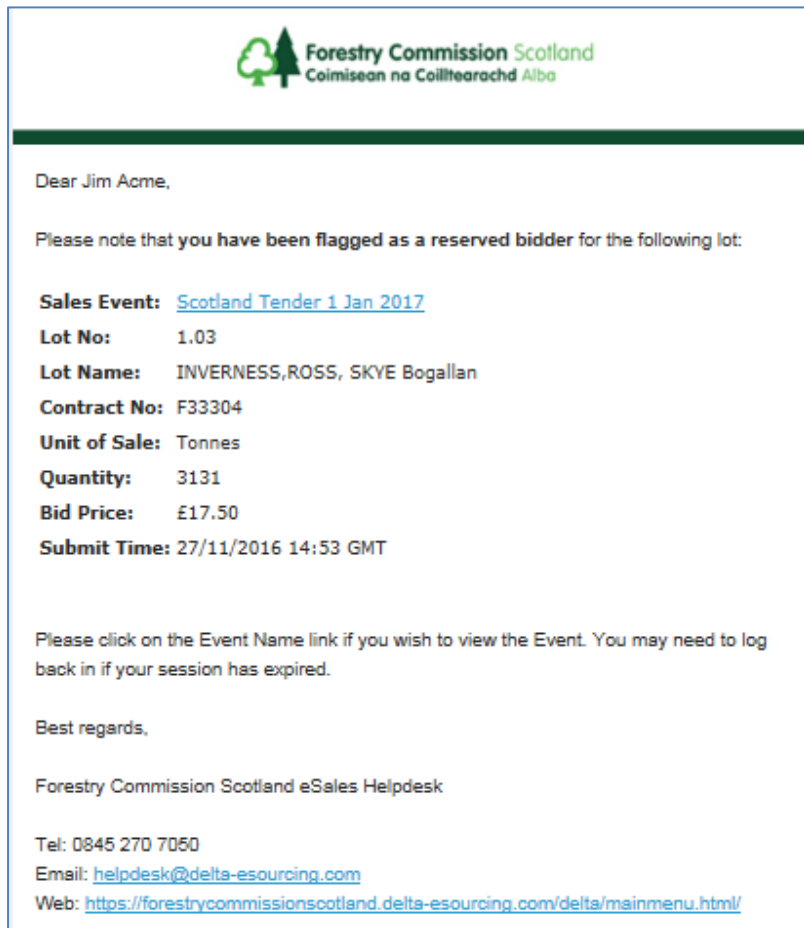 Forestry Commission Scotland
Coimisean na Coilltearachd Alba
Dear Jim Acme,
Please note that you have been flagged as a reserved bidder for the following lot:
Sales Event: Scotland Tender 1 Jan 2017
Lot No: 1.03
Lot Name: INVERNESS,ROSS, SKYE Bogallan
Contract No: F33304
Unit of Sale: Tonnes
Quantity: 3131
Bid Price: £17.50
Submit Time: 27/11/2016 14:53 GMT
Please click on the Event Name link if you wish to view the Event. You may need to log
back in if your session has expired.
Best regards,
Forestry Commission Scotland eSales Helpdesk
Tel: 0845 270 7050
Email: helpdesk@delta-esourcing.com
Web: https://forestrycommissionscotland.delta-esourcing.com/delta/mainmenu.html/